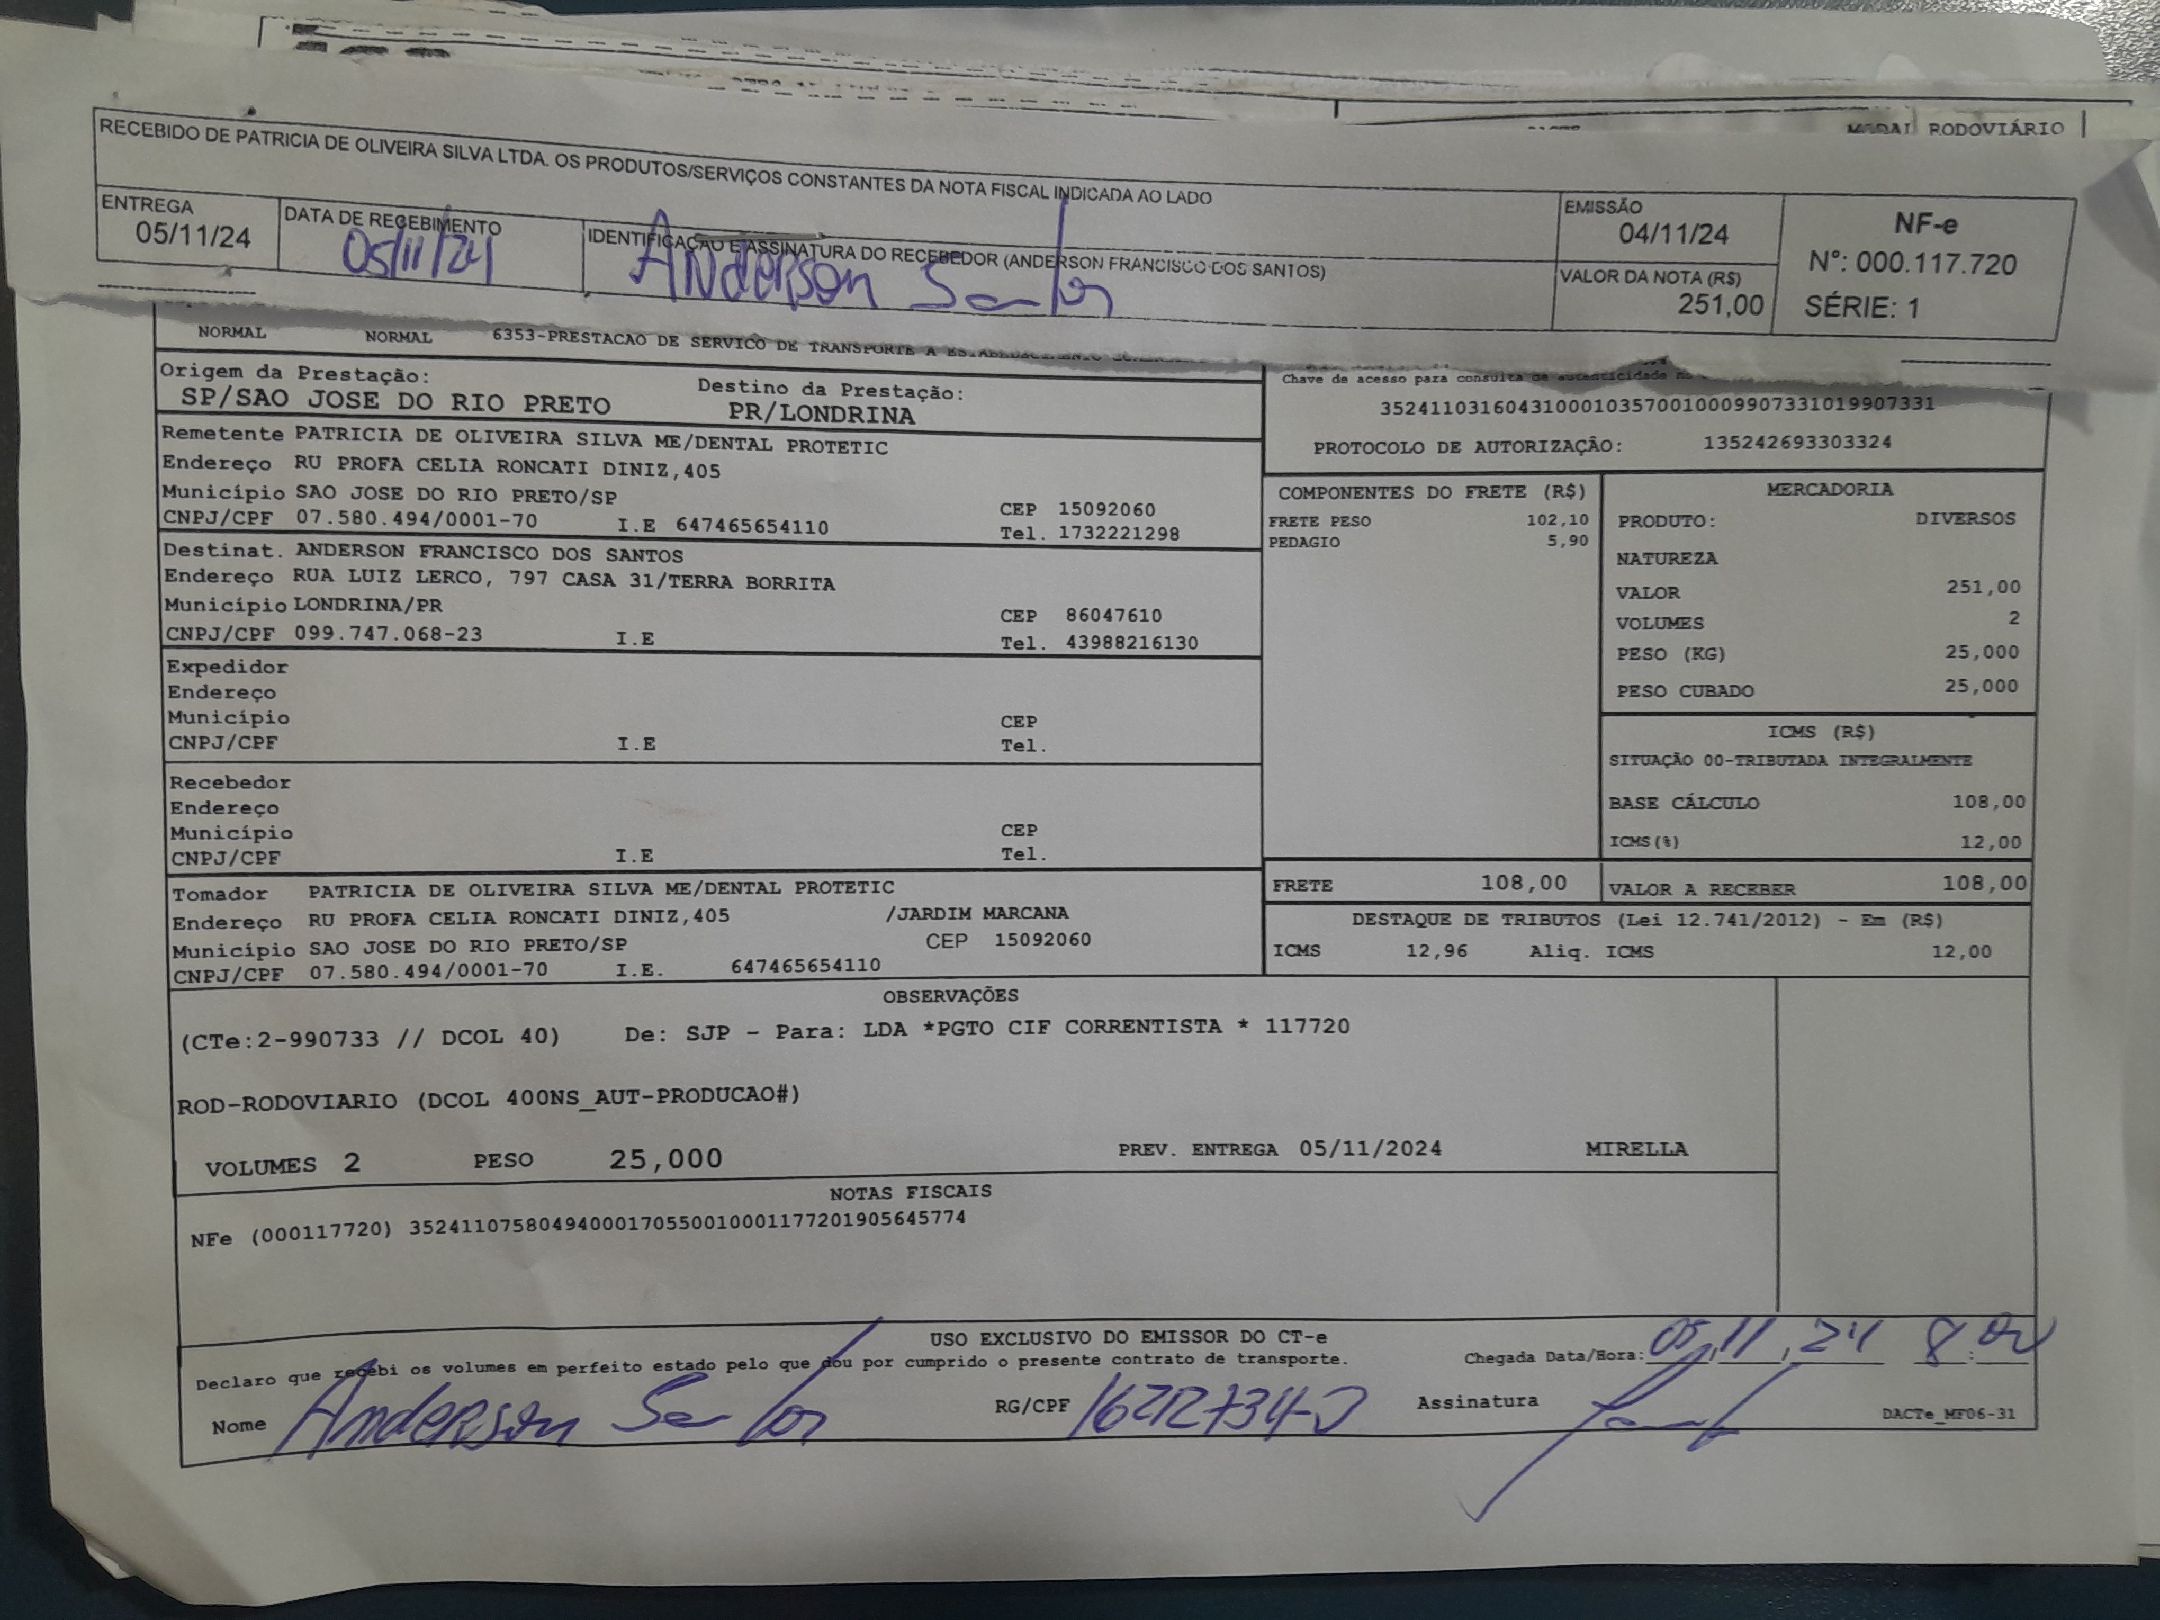 MODAL RODOVIÁRIO
RECEBIDO DE PATRICIA DE OLIVEIRA SILVA LTDA. OS PRODUTOS/SERVIÇOS CONSTANTES DA NOTA FISCAL INDICADA AO LADO
ENTREGA
05/11/24
DATA DE RECEBIMENTO
05/11/24
IDENTIFICAÇÃO E ASSINATURA DO RECEBEDOR (ANDERSON FRANCISCO DOS SANTOS)
Anderson Santos
EMISSÃO
04/11/24
VALOR DA NOTA (R$)
251,00
NF-e
Nº: 000.117.720
SÉRIE: 1
NORMAL NORMAL 6353-PRESTACAO DE SERVICO DE TRANSPORTE A
Origem da Prestação: Destino da Prestação:
SP/SAO JOSE DO RIO PRETO PR/LONDRINA
Chave de acesso para consulta de autenticidade
35241103160431000103570010009907331019907331
PROTOCOLO DE AUTORIZAÇÃO: 135242693303324
Remetente PATRICIA DE OLIVEIRA SILVA ME/DENTAL PROTETIC
Endereço RU PROFA CELIA RONCATI DINIZ,405
Município SAO JOSE DO RIO PRETO/SP CEP 15092060
CNPJ/CPF 07.580.494/0001-70 I.E 647465654110 Tel. 1732221298
Destinat. ANDERSON FRANCISCO DOS SANTOS
Endereço RUA LUIZ LERCO, 797 CASA 31/TERRA BORRITA
Município LONDRINA/PR CEP 86047610
CNPJ/CPF 099.747.068-23 I.E Tel. 43988216130
Expedidor
Endereço
Município CEP
CNPJ/CPF I.E Tel.
Recebedor
Endereço
Município CEP
CNPJ/CPF I.E Tel.
Tomador PATRICIA DE OLIVEIRA SILVA ME/DENTAL PROTETIC
Endereço RU PROFA CELIA RONCATI DINIZ,405 /JARDIM MARCANA
Município SAO JOSE DO RIO PRETO/SP CEP 15092060
CNPJ/CPF 07.580.494/0001-70 I.E. 647465654110
COMPONENTES DO FRETE (R$)
FRETE PESO 102,10
PEDAGIO 5,90
MERCADORIA
PRODUTO: DIVERSOS
NATUREZA
VALOR 251,00
VOLUMES 2
PESO (KG) 25,000
PESO CUBADO 25,000
ICMS (R$)
SITUAÇÃO 00-TRIBUTADA INTEGRALMENTE
BASE CÁLCULO 108,00
ICMS(%) 12,00
FRETE 108,00 VALOR A RECEBER 108,00
DESTAQUE DE TRIBUTOS (Lei 12.741/2012) - Em (R$)
ICMS 12,96 Aliq. ICMS 12,00
OBSERVAÇÕES
(CTe:2-990733 // DCOL 40) De: SJP - Para: LDA *PGTO CIF CORRENTISTA * 117720
ROD-RODOVIARIO (DCOL 400NS_AUT-PRODUCAO#)
VOLUMES 2 PESO 25,000 PREV. ENTREGA 05/11/2024 MIRELLA
NOTAS FISCAIS
NFe (000117720) 35241107580494000170550010001177201905645774
USO EXCLUSIVO DO EMISSOR DO CT-e
Declaro que recebi os volumes em perfeito estado pelo que dou por cumprido o presente contrato de transporte.
Chegada Data/Hora: 05,11,24 8:00
Nome Anderson Santos RG/CPF Assinatura
DACTe_MF06-31